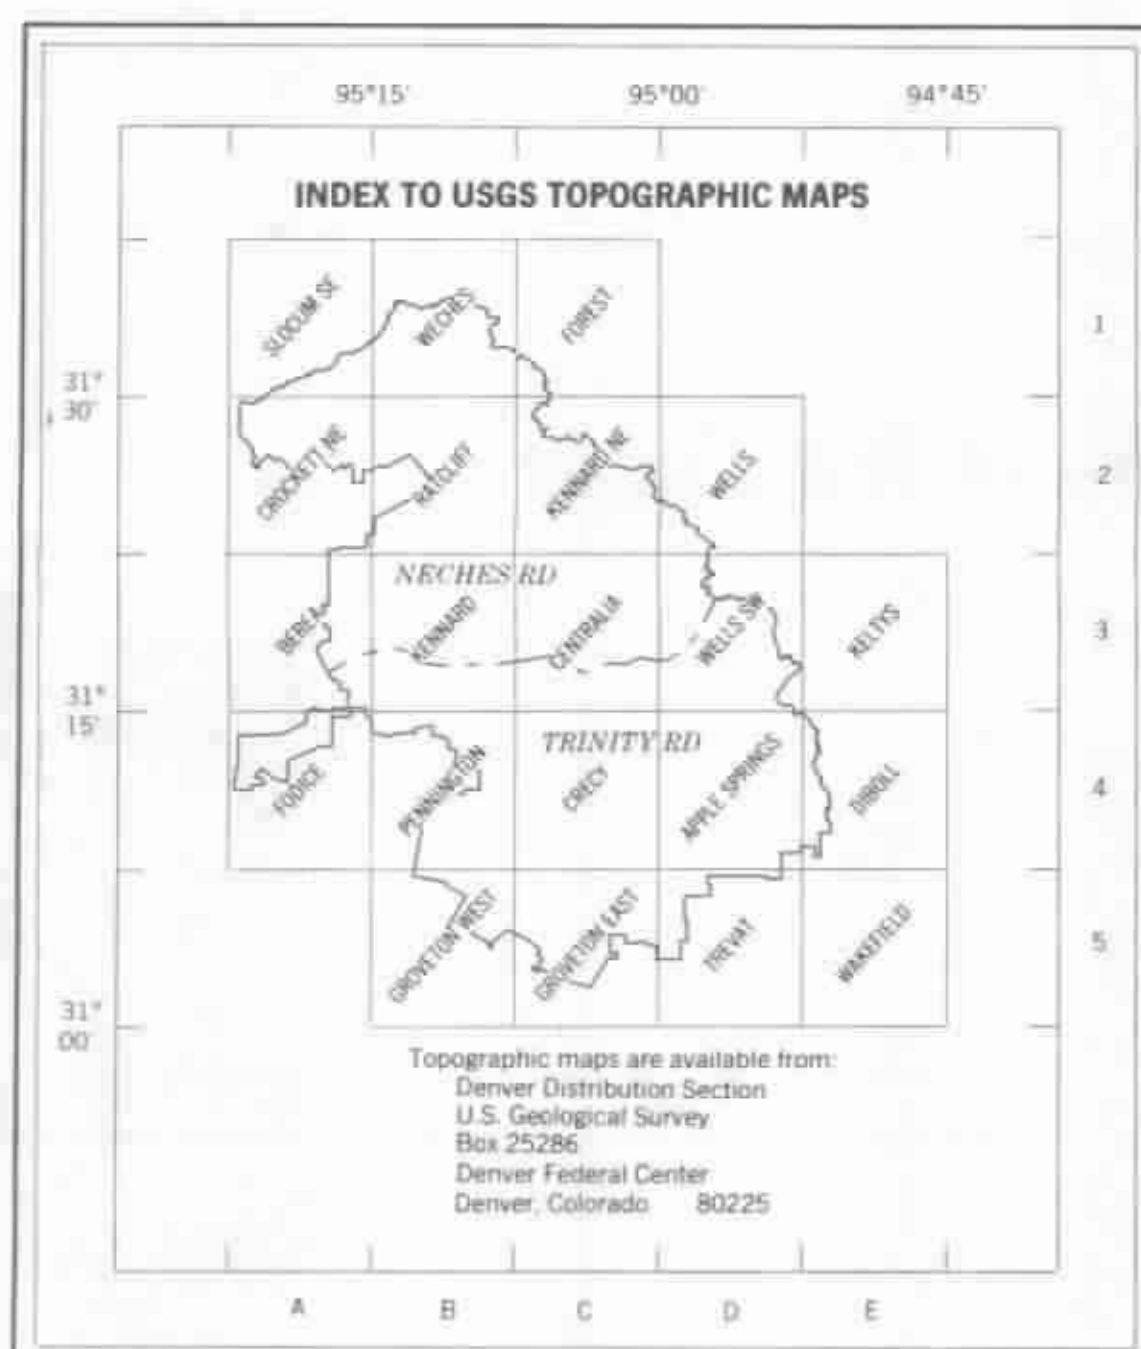 95°15' 95°00' 94°45'
INDEX TO USGS TOPOGRAPHIC MAPS
SLOCUM SE WECHES FOREST 1
31°
30'
CROCKETT NE RATCLIFF KENNARD NE WELLS 2
NECHES RD
BEREA KENNARD CENTRALIA WELLS SW KELTYS 3
31°
15'
TRINITY RD
FODICE PENNINGTON CRECY APPLE SPRINGS DIBOLL 4
GROVETON WEST GROVETON EAST TREVAT WAKEFIELD 5
31°
00'
Topographic maps are available from:
Denver Distribution Section
U.S. Geological Survey
Box 25286
Denver Federal Center
Denver, Colorado 80225
A B C D E